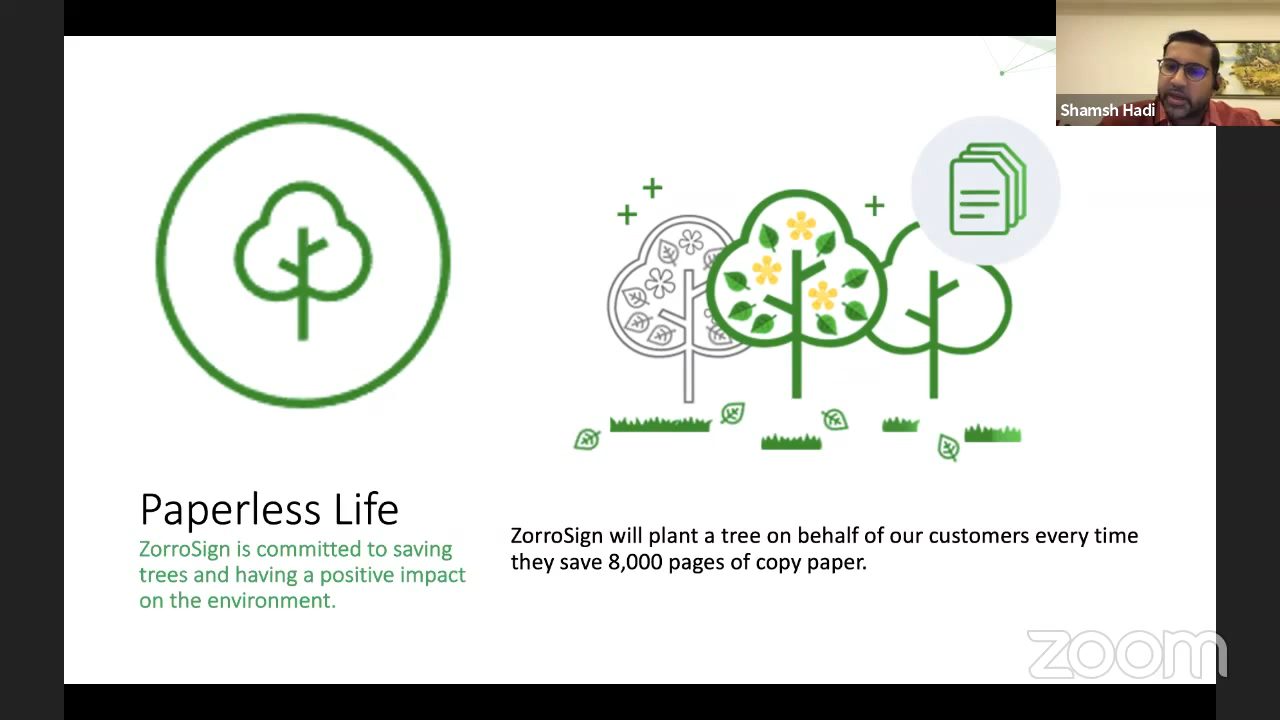 Shamsh Hadi
Paperless Life
ZorroSign is committed to saving
trees and having a positive impact
on the environment.
ZorroSign will plant a tree on behalf of our customers every time
they save 8,000 pages of copy paper.
zoom